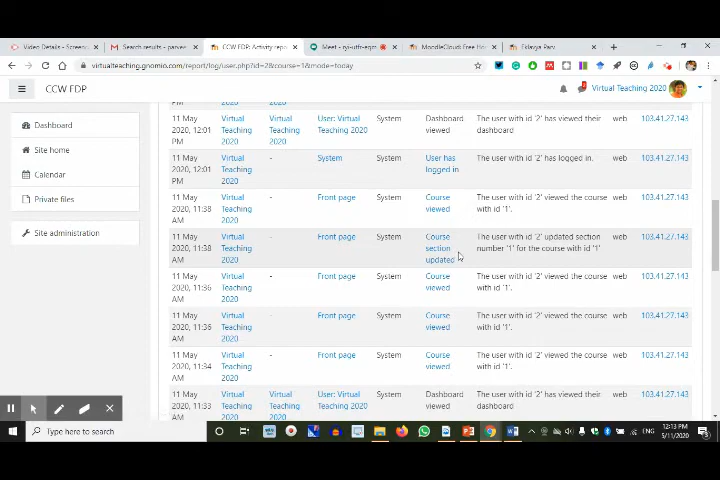 Video Details - Screenc
Search results - parvee
CCW FDP: Activity repor
Meet - ryi-utfr-eqm
MoodleCloud: Free Ho
Eklavya Parv
virtualteaching.gnomio.com/report/log/user.php?id=2&course=1&mode=today
CCW FDP
Virtual Teaching 2020
Dashboard
Site home
Calendar
Private files
Site administration
PM 2020 2020
11 May 2020, 12:01 PM Virtual Teaching 2020 Virtual Teaching 2020 User: Virtual Teaching 2020 System Dashboard viewed The user with id '2' has viewed their dashboard web 103.41.27.143
11 May 2020, 12:01 PM Virtual Teaching 2020 - System System User has logged in The user with id '2' has logged in. web 103.41.27.143
11 May 2020, 11:38 AM Virtual Teaching 2020 - Front page System Course viewed The user with id '2' viewed the course with id '1'. web 103.41.27.143
11 May 2020, 11:38 AM Virtual Teaching 2020 - Front page System Course section updated The user with id '2' updated section number '1' for the course with id '1' web 103.41.27.143
11 May 2020, 11:36 AM Virtual Teaching 2020 - Front page System Course viewed The user with id '2' viewed the course with id '1'. web 103.41.27.143
11 May 2020, 11:36 AM Virtual Teaching 2020 - Front page System Course viewed The user with id '2' viewed the course with id '1'. web 103.41.27.143
11 May 2020, 11:34 AM Virtual Teaching 2020 - Front page System Course viewed The user with id '2' viewed the course with id '1'. web 103.41.27.143
11 May 2020, 11:33 AM Virtual Teaching 2020 Virtual Teaching 2020 User: Virtual Teaching 2020 System Dashboard viewed The user with id '2' has viewed their dashboard web 103.41.27.143
Type here to search
ENG
12:13 PM
5/11/2020